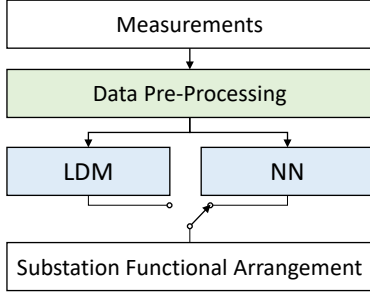 Measurements
Data Pre-Processing
LDM
NN
Substation Functional Arrangement